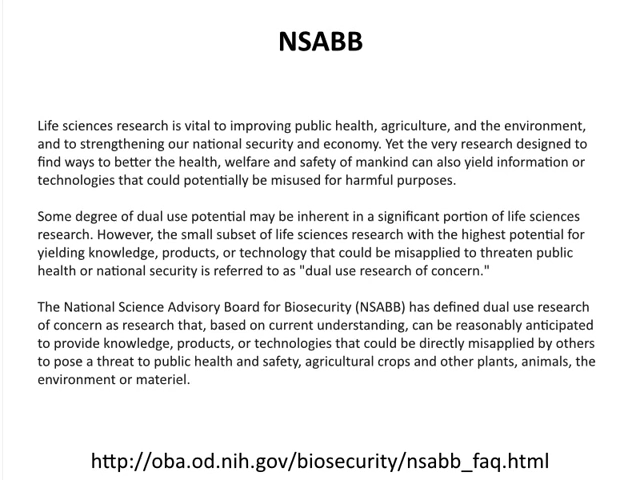 NSABB
Life sciences research is vital to improving public health, agriculture, and the environment,
and to strengthening our national security and economy. Yet the very research designed to
find ways to better the health, welfare and safety of mankind can also yield information or
technologies that could potentially be misused for harmful purposes.
Some degree of dual use potential may be inherent in a significant portion of life sciences
research. However, the small subset of life sciences research with the highest potential for
yielding knowledge, products, or technology that could be misapplied to threaten public
health or national security is referred to as "dual use research of concern."
The National Science Advisory Board for Biosecurity (NSABB) has defined dual use research
of concern as research that, based on current understanding, can be reasonably anticipated
to provide knowledge, products, or technologies that could be directly misapplied by others
to pose a threat to public health and safety, agricultural crops and other plants, animals, the
environment or materiel.
http://oba.od.nih.gov/biosecurity/nsabb_faq.html